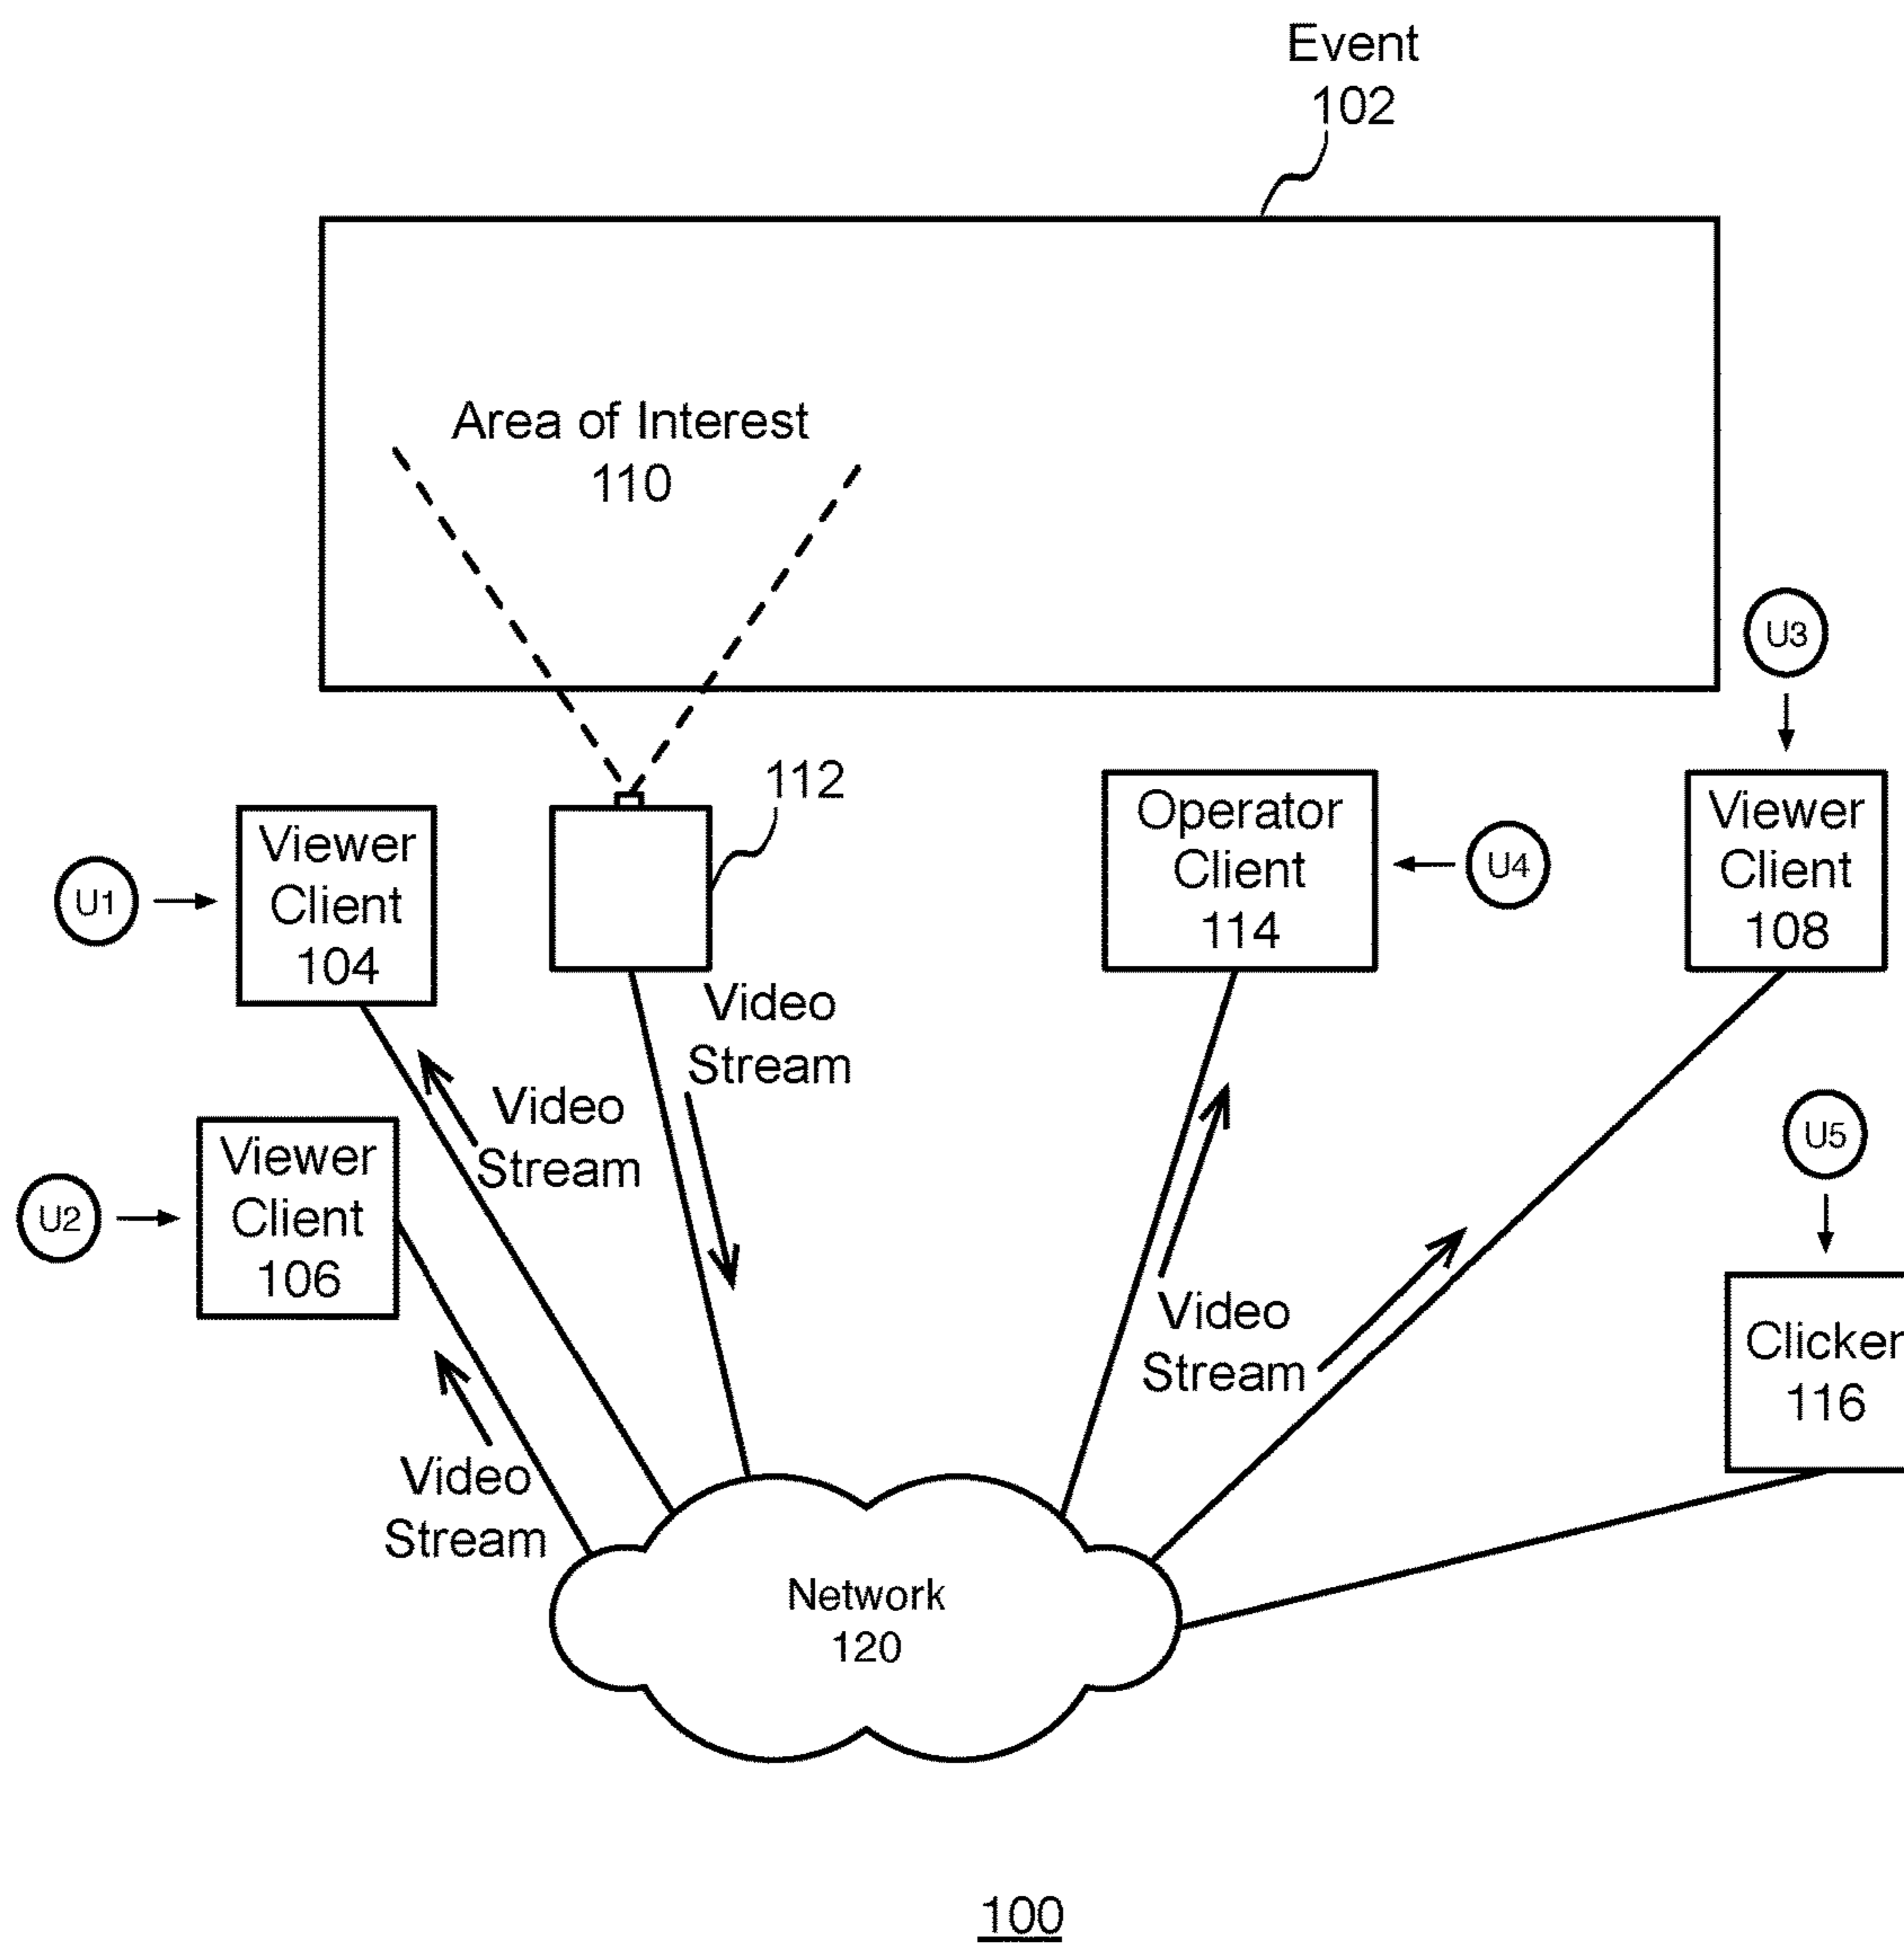 Event
102
Area of Interest
110
U3
112
Viewer
Client
104
U1
Operator
Client
114
U4
Viewer
Client
108
Video
Stream
Video
Stream
Viewer
Client
106
U2
U5
Video
Stream
Clicker
116
Video
Stream
Network
120
100